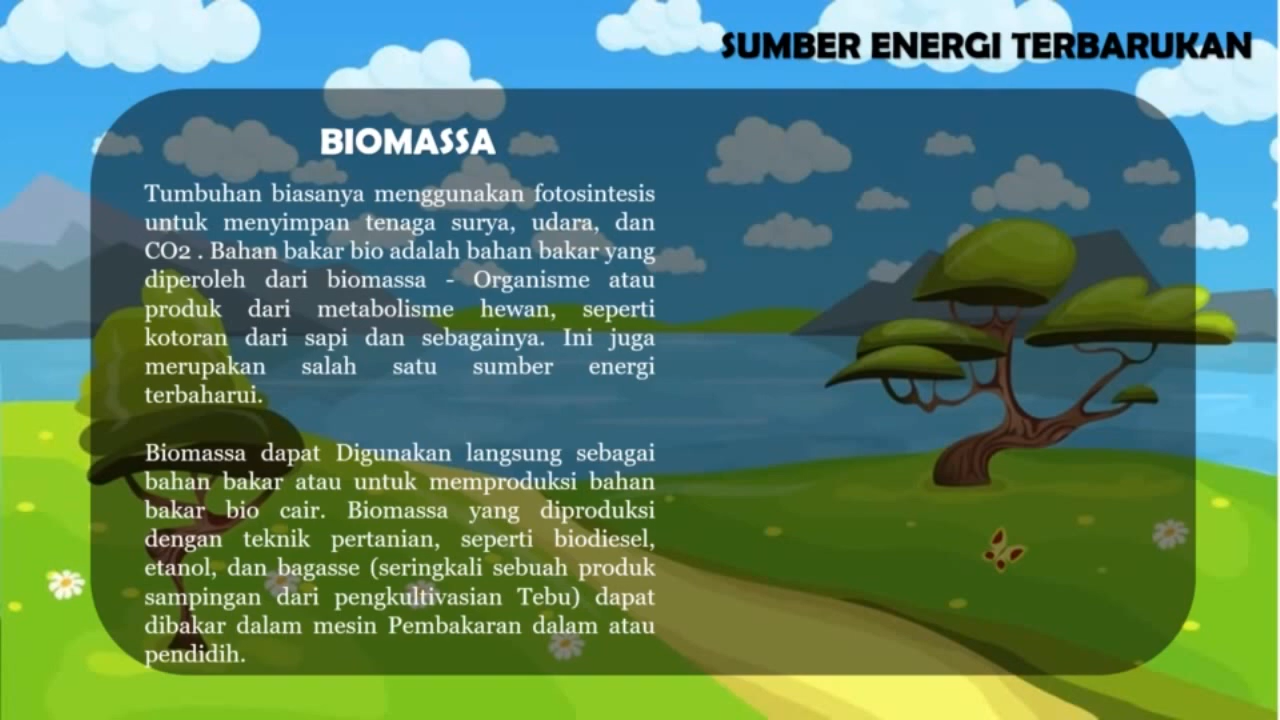 SUMBER ENERGI TERBARUKAN
BIOMASSA
Tumbuhan biasanya menggunakan fotosintesis
untuk menyimpan tenaga surya, udara, dan
CO2 . Bahan bakar bio adalah bahan bakar yang
diperoleh dari biomassa - Organisme atau
produk dari metabolisme hewan, seperti
kotoran dari sapi dan sebagainya. Ini juga
merupakan salah satu sumber energi
terbaharui.
Biomassa dapat Digunakan langsung sebagai
bahan bakar atau untuk memproduksi bahan
bakar bio cair. Biomassa yang diproduksi
dengan teknik pertanian, seperti biodiesel,
etanol, dan bagasse (seringkali sebuah produk
sampingan dari pengkultivasian Tebu) dapat
dibakar dalam mesin Pembakaran dalam atau
pendidih.